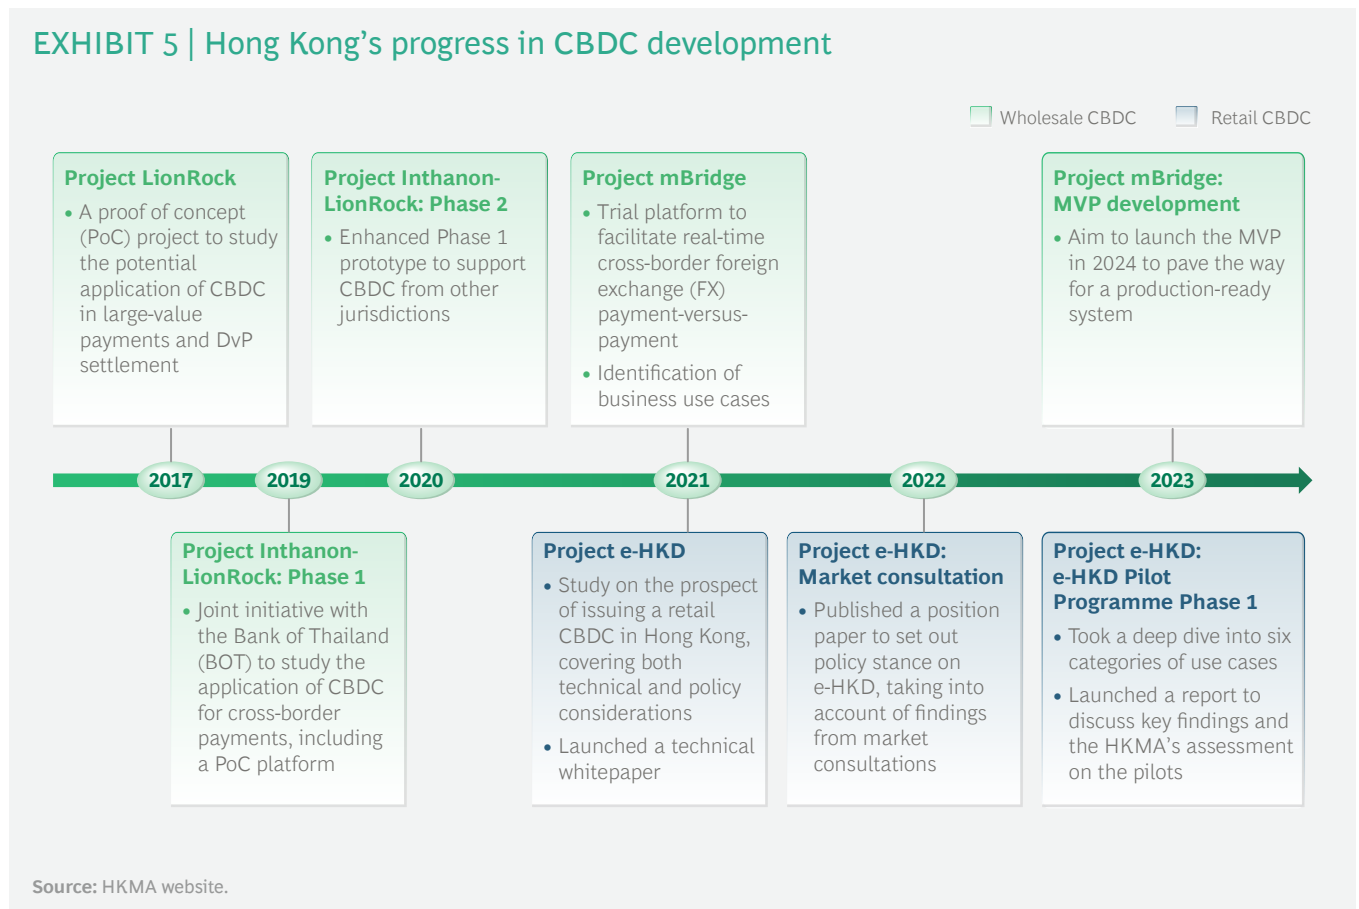 EXHIBIT 5 | Hong Kong's progress in CBDC development
Wholesale CBDC
Retail CBDC
Project LionRock
• A proof of concept
(PoC) project to study
the potential
application of CBDC
in large-value
payments and DvP
settlement
Project Inthanon-
LionRock: Phase 2
• Enhanced Phase 1
prototype to support
CBDC from other
jurisdictions
Project mBridge
• Trial platform to
facilitate real-time
cross-border foreign
exchange (FX)
payment-versus-
payment
• Identification of
business use cases
Project mBridge:
MVP development
• Aim to launch the MVP
in 2024 to pave the way
for a production-ready
system
2017
2019
2020
2021
2022
2023
Project Inthanon-
LionRock: Phase 1
• Joint initiative with
the Bank of Thailand
(BOT) to study the
application of CBDC
for cross-border
payments, including
a PoC platform
Project e-HKD
• Study on the prospect
of issuing a retail
CBDC in Hong Kong,
covering both
technical and policy
considerations
• Launched a technical
whitepaper
Project e-HKD:
Market consultation
• Published a position
paper to set out
policy stance on
e-HKD, taking into
account of findings
from market
consultations
Project e-HKD:
e-HKD Pilot
Programme Phase 1
• Took a deep dive into six
categories of use cases
• Launched a report to
discuss key findings and
the HKMA's assessment
on the pilots
Source: HKMA website.